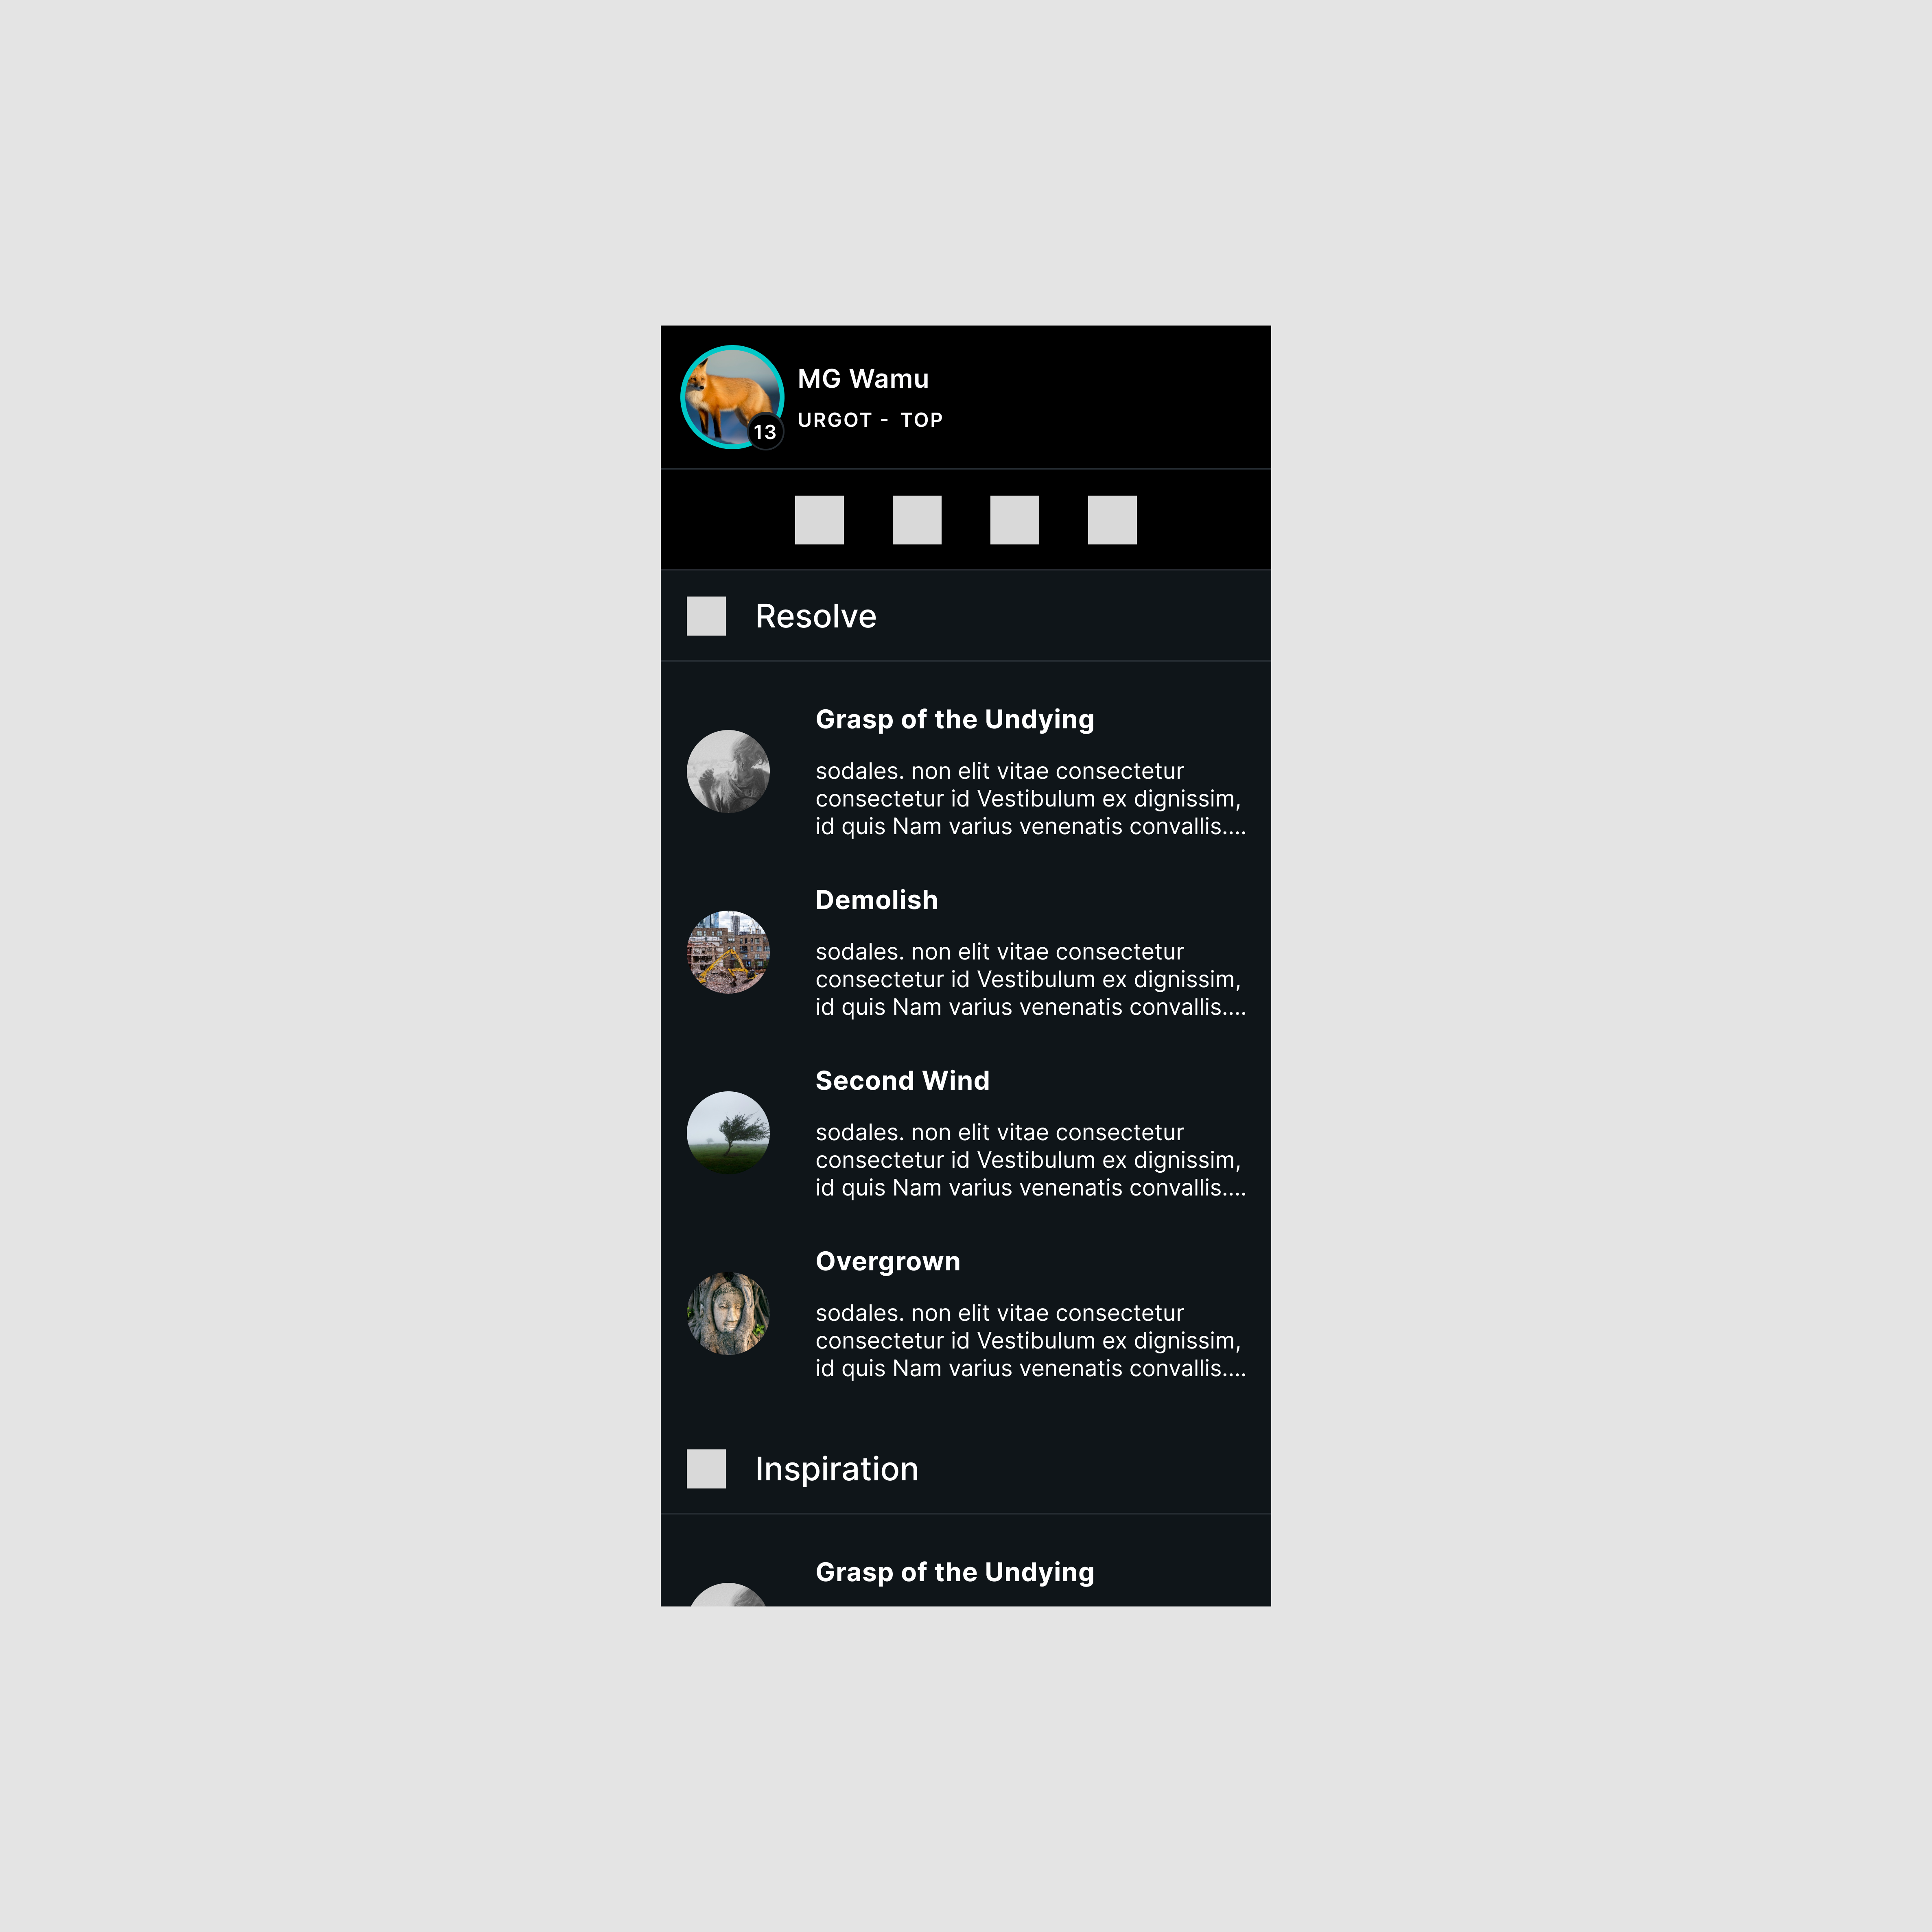 MG Wamu
URGOT - TOP
13
Resolve
Grasp of the Undying
sodales. non elit vitae consectetur
consectetur id Vestibulum ex dignissim,
id quis Nam varius venenatis convallis....
Demolish
sodales. non elit vitae consectetur
consectetur id Vestibulum ex dignissim,
id quis Nam varius venenatis convallis....
Second Wind
sodales. non elit vitae consectetur
consectetur id Vestibulum ex dignissim,
id quis Nam varius venenatis convallis....
Overgrown
sodales. non elit vitae consectetur
consectetur id Vestibulum ex dignissim,
id quis Nam varius venenatis convallis....
Inspiration
Grasp of the Undying